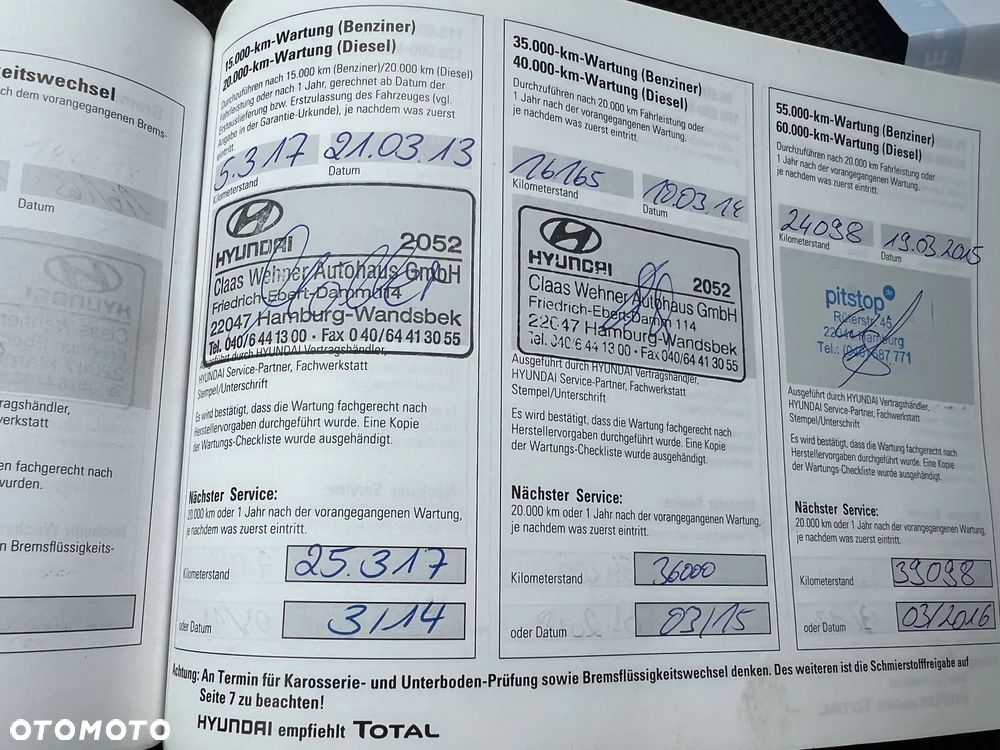 eitswechsel
ch dem vorangegangenen Brems-
Datum
ragshändler,
erkstatt
en fachgerecht nach
wurden.
n Bremsflüssigkeits-
15.000-km-Wartung (Benziner)
20.000-km-Wartung (Diesel)
Durchzuführen nach 15.000 km (Benziner)/20.000 km (Diesel)
Fahrleistung oder nach 1 Jahr, gerechnet ab Datum der
Erstauslieferung bzw. Erstzulassung des Fahrzeuges (vgl.
Angabe in der Garantie-Urkunde), je nachdem was zuerst
eintritt.
5.317 21.03.13
Kilometerstand Datum
HYUNDAI 2052
Claas Wehner Autohaus GmbH
Friedrich-Ebert-Damm 114
22047 Hamburg-Wandsbek
Tel. 040/6 44 13 00 · Fax 0 40/64 41 30 55
Ausgeführt durch HYUNDAI Vertragshändler,
HYUNDAI Service-Partner, Fachwerkstatt
Stempel/Unterschrift
Es wird bestätigt, dass die Wartung fachgerecht nach
Herstellervorgaben durchgeführt wurde. Eine Kopie
der Wartungs-Checkliste wurde ausgehändigt.
Nächster Service:
20.000 km oder 1 Jahr nach der vorangegangenen Wartung,
je nachdem was zuerst eintritt.
Kilometerstand 25.317
oder Datum 3/14
35.000-km-Wartung (Benziner)
40.000-km-Wartung (Diesel)
Durchzuführen nach 20.000 km Fahrleistung oder
1 Jahr nach der vorangegangenen Wartung,
je nachdem was zuerst eintritt.
16165 10.03.14
Kilometerstand Datum
HYUNDAI 2052
Claas Wehner Autohaus GmbH
Friedrich-Ebert-Damm 114
22047 Hamburg-Wandsbek
Tel. 040/6 44 13 00 · Fax 0 40/64 41 30 55
Ausgeführt durch HYUNDAI Vertragshändler,
HYUNDAI Service-Partner, Fachwerkstatt
Stempel/Unterschrift
Es wird bestätigt, dass die Wartung fachgerecht nach
Herstellervorgaben durchgeführt wurde. Eine Kopie
der Wartungs-Checkliste wurde ausgehändigt.
Nächster Service:
20.000 km oder 1 Jahr nach der vorangegangenen Wartung,
je nachdem was zuerst eintritt.
Kilometerstand 36000
oder Datum 03/15
55.000-km-Wartung (Benziner)
60.000-km-Wartung (Diesel)
Durchzuführen nach 20.000 km Fahrleistung oder
1 Jahr nach der vorangegangenen Wartung,
je nachdem was zuerst eintritt.
24098 19.03.2015
Kilometerstand Datum
pitstop.de
Rüterstr. 45
22041 Hamburg
Tel.: (040) 687 771
Ausgeführt durch HYUNDAI Vertragshändler,
HYUNDAI Service-Partner, Fachwerkstatt
Stempel/Unterschrift
Es wird bestätigt, dass die Wartung fachgerecht nach
Herstellervorgaben durchgeführt wurde. Eine Kopie
der Wartungs-Checkliste wurde ausgehändigt.
Nächster Service:
20.000 km oder 1 Jahr nach der vorangegangenen Wartung,
je nachdem was zuerst eintritt.
Kilometerstand 39098
oder Datum 03/2016
Achtung: An Termin für Karosserie- und Unterboden-Prüfung sowie Bremsflüssigkeitswechsel denken. Des weiteren ist die Schmierstofffreigabe auf
Seite 7 zu beachten!
HYUNDAI empfiehlt TOTAL
OTOMOTO